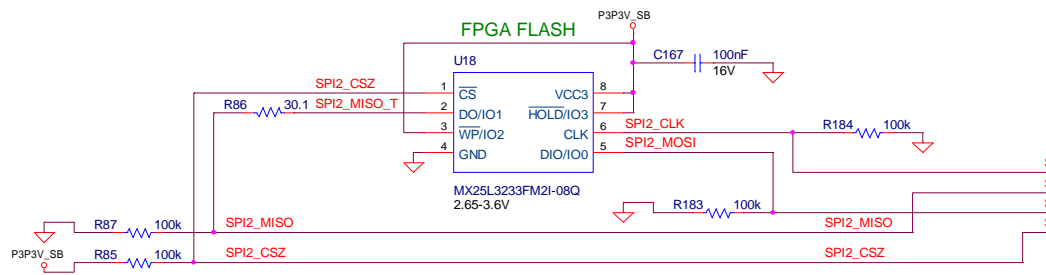 P3P3V_SB
FPGA FLASH
C167 100nF
16V
U18
SPI2_CSZ 1 CS VCC3 8
R86 30.1 SPI2_MISO_T 2 DO/IO1 HOLD/IO3 7
3 WP/IO2 CLK 6 SPI2_CLK R184 100k
4 GND DIO/IO0 5 SPI2_MOSI
MX25L3233FM2I-08Q
2.65-3.6V
R183 100k
R87 100k SPI2_MISO SPI2_MISO
P3P3V_SB R85 100k SPI2_CSZ SPI2_CSZ